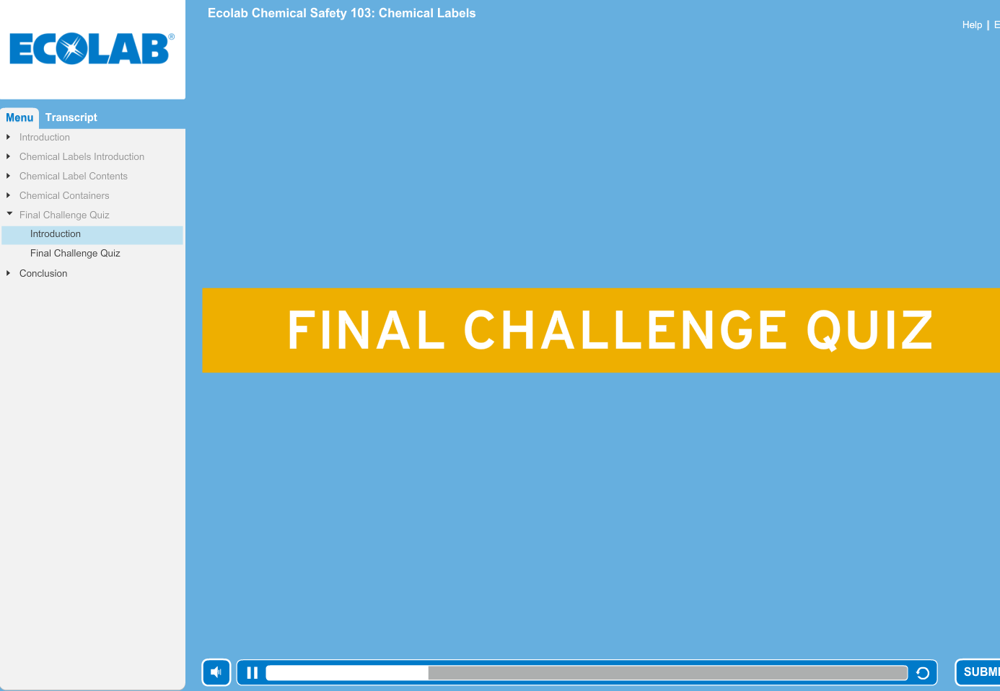 Ecolab Chemical Safety 103: Chemical Labels
Help | E
ECOLAB®
Menu Transcript
Introduction
Chemical Labels Introduction
Chemical Label Contents
Chemical Containers
Final Challenge Quiz
Introduction
Final Challenge Quiz
Conclusion
FINAL CHALLENGE QUIZ
SUBMI